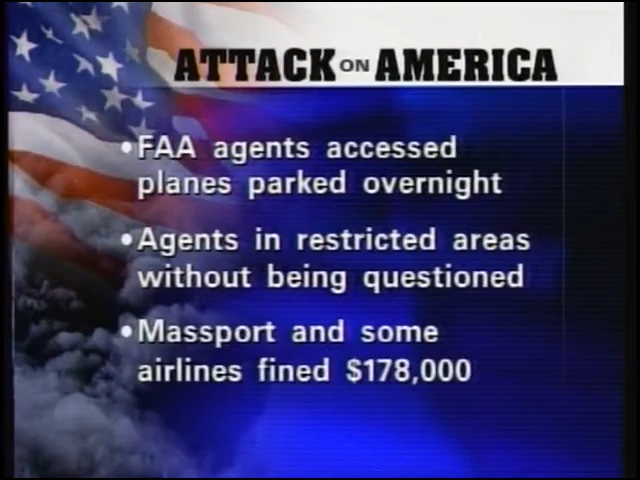 ATTACK ON AMERICA
•FAA agents accessed
planes parked overnight
•Agents in restricted areas
without being questioned
•Massport and some
airlines fined $178,000